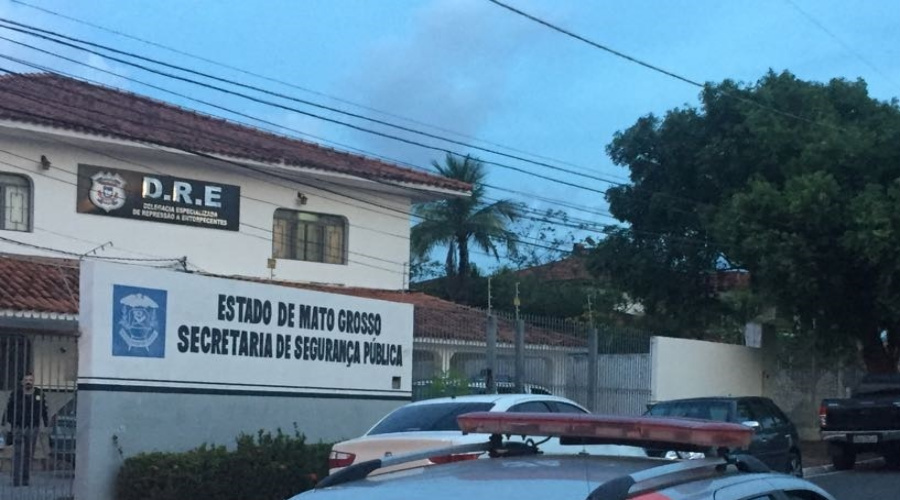 D.R.E
DELEGACIA ESPECIALIZADA
DE REPRESSÃO A ENTORPECENTES
ESTADO DE MATO GROSSO
SECRETARIA DE SEGURANÇA PÚBLICA